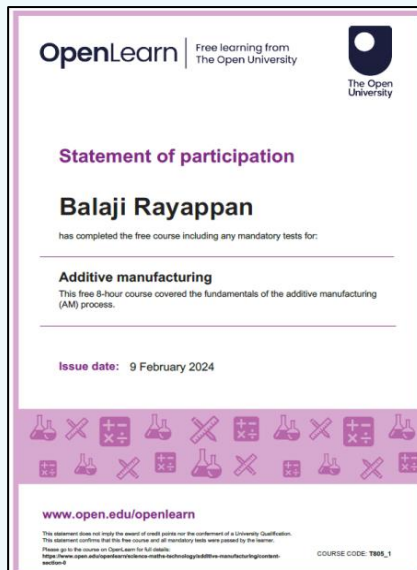 OpenLearn
Free learning from
The Open University
The Open
University
Statement of participation
Balaji Rayappan
has completed the free course including any mandatory tests for:
Additive manufacturing
This free 8-hour course covered the fundamentals of the additive manufacturing
(AM) process.
Issue date: 9 February 2024
www.open.edu/openlearn
This statement does not imply the award of credit points nor the conferment of a University Qualification.
This statement confirms that this free course and all mandatory tests were passed by the learner.
Please go to the course on OpenLearn for full details:
https://www.open.edu/openlearn/science-maths-technology/additive-manufacturing/content-
section-0
COURSE CODE: T805_1